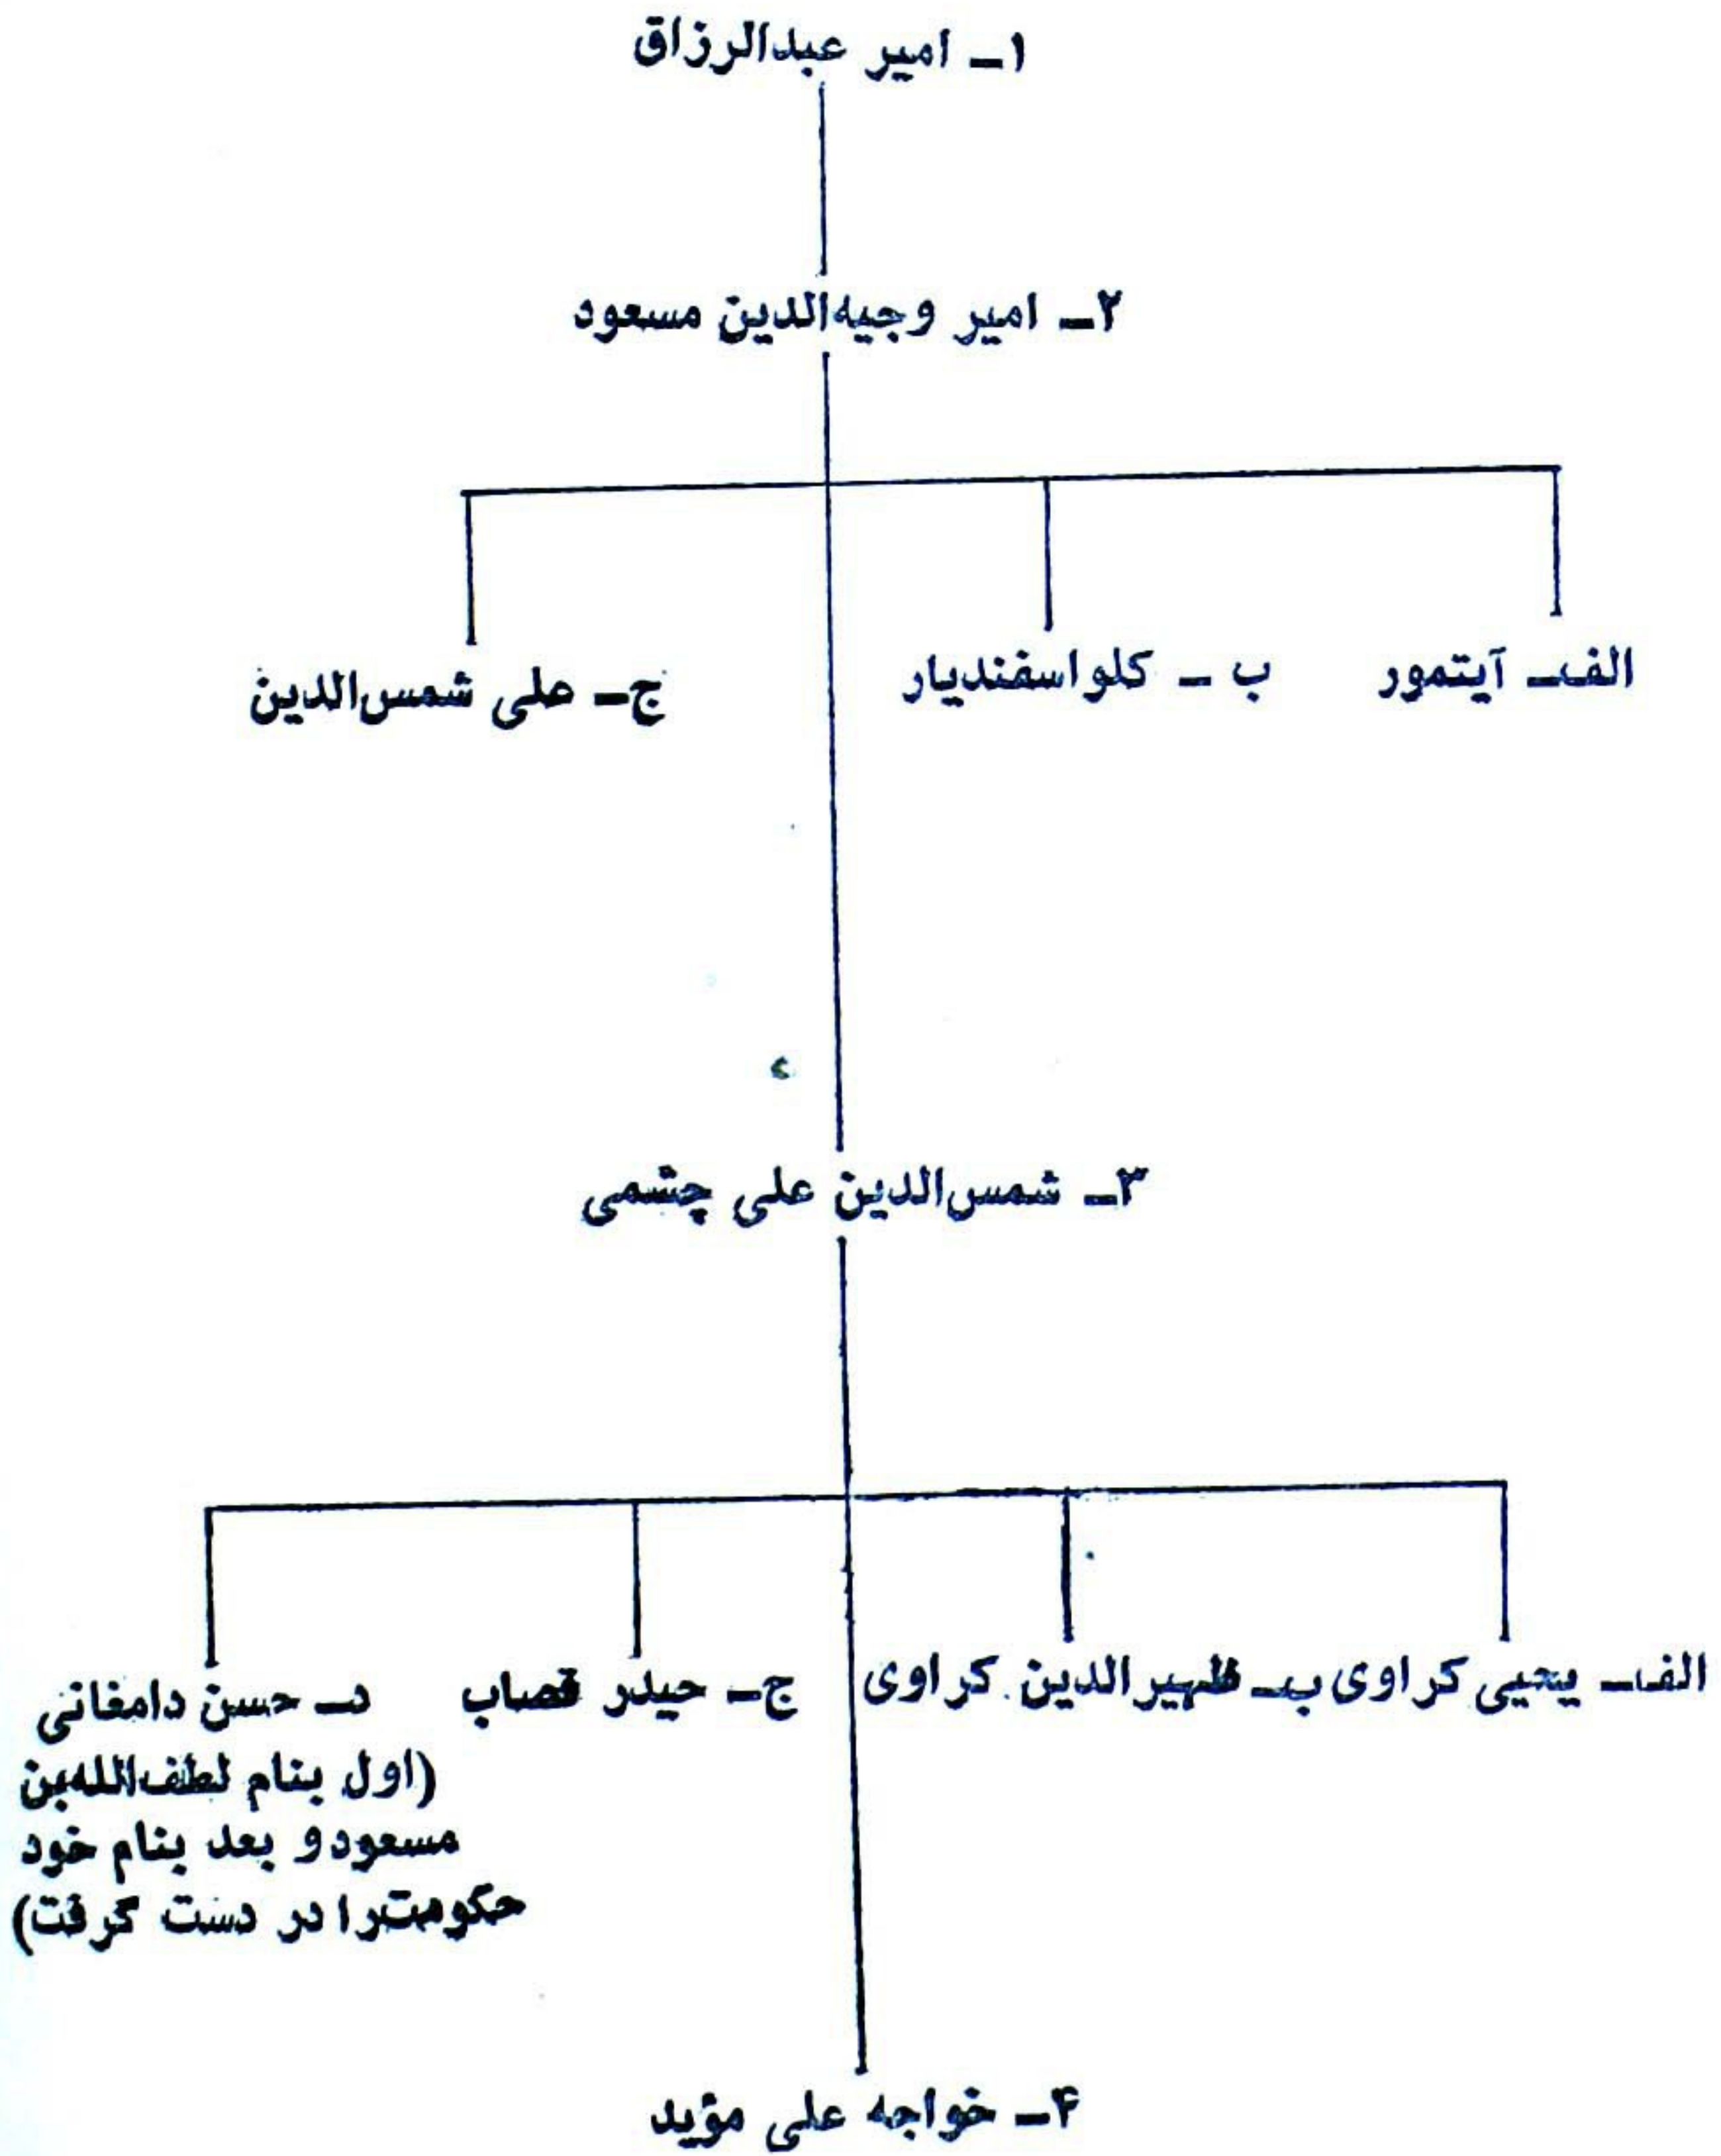 ۱ـ امیر عبدالرزاق
۲ـ امیر وجیه‌الدین مسعود
الف‌ـ آیتمور
ب ـ کلواسفندیار
ج‌ـ علی شمس‌الدین
۳ـ شمس‌الدین علی چشمی
الف‌ـ یحیی کراوی
ب‌ـ ظهیرالدین کراوی
ج‌ـ حیدر قصاب
د‌ـ حسن دامغانی
(اول بنام لطف‌الله‌بن
مسعود و بعد بنام خود
حکومت‌را در دست گرفت)
۴ـ خواجه علی مؤید